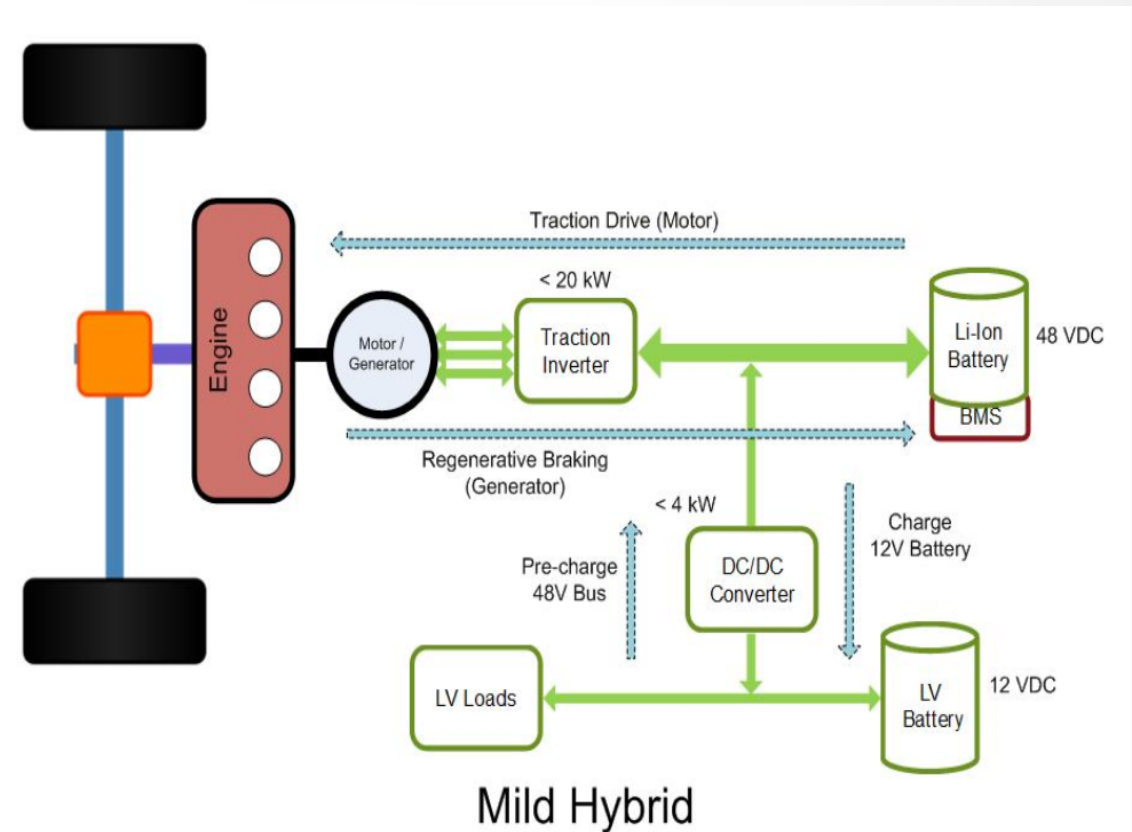 Traction Drive (Motor)
< 20 kW
Engine
Motor /
Generator
Traction
Inverter
Li-Ion
Battery
48 VDC
BMS
Regenerative Braking
(Generator)
< 4 kW
Charge
12V Battery
Pre-charge
48V Bus
DC/DC
Converter
LV Loads
LV
Battery
12 VDC
Mild Hybrid